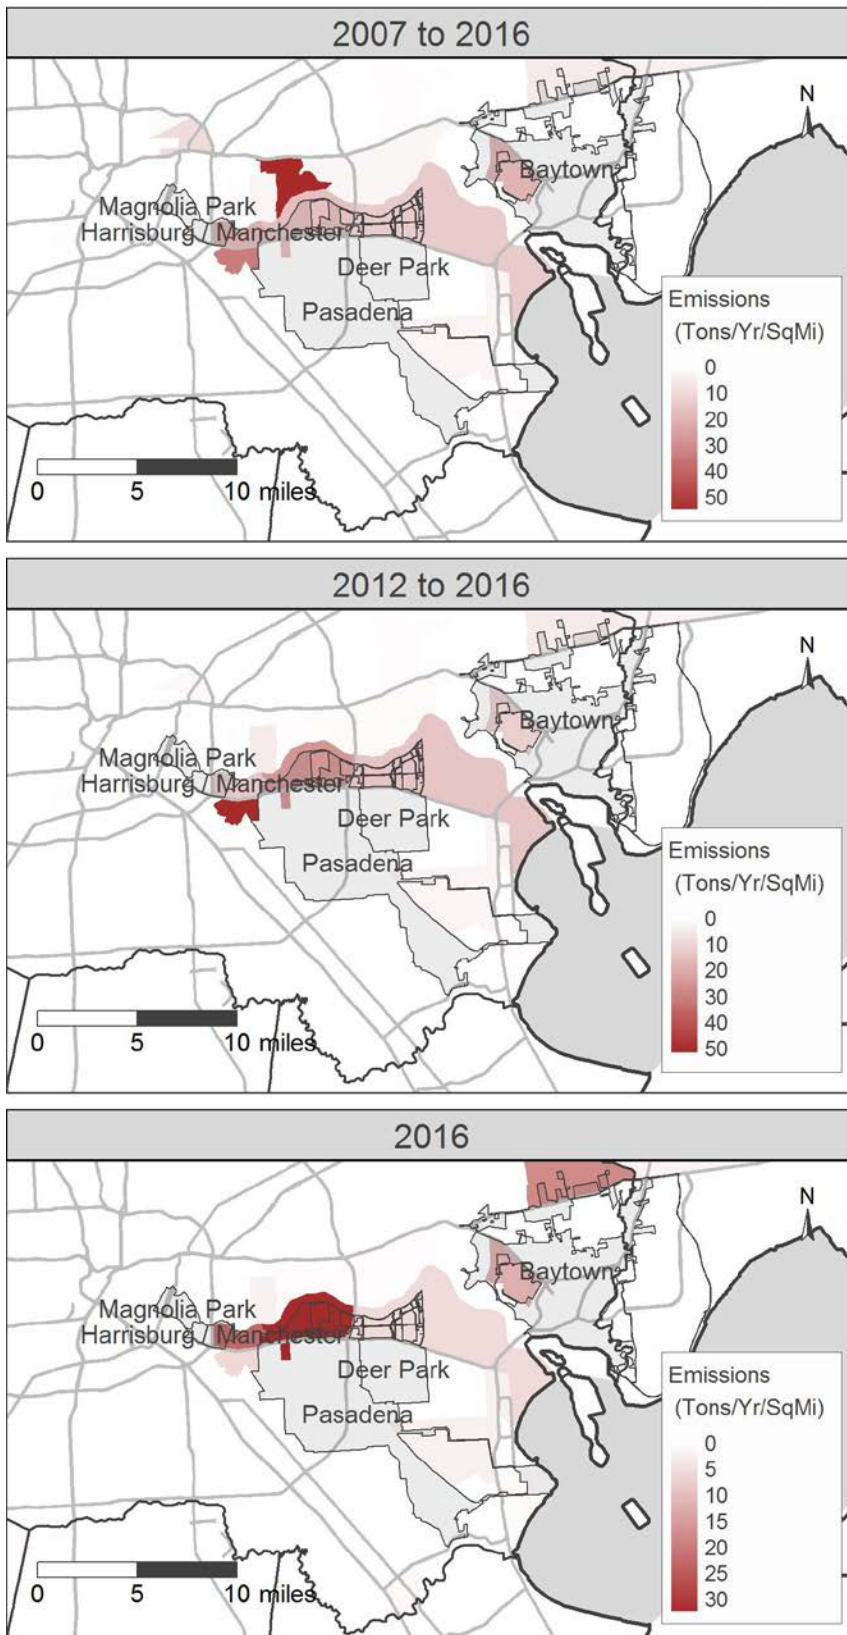 2007 to 2016
N
Baytown
Magnolia Park
Harrisburg Manchester
Deer Park
Pasadena
Emissions
(Tons/Yr/SqMi)
0
10
20
30
40
50
0 5 10 miles
2012 to 2016
N
Baytown
Magnolia Park
Harrisburg Manchester
Deer Park
Pasadena
Emissions
(Tons/Yr/SqMi)
0
10
20
30
40
50
0 5 10 miles
2016
N
Baytown
Magnolia Park
Harrisburg Manchester
Deer Park
Pasadena
Emissions
(Tons/Yr/SqMi)
0
5
10
15
20
25
30
0 5 10 miles